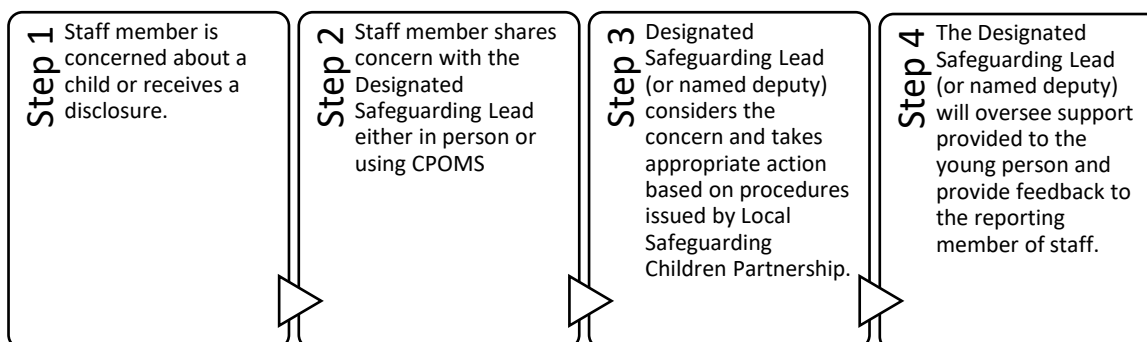 Step 1
Staff member is
concerned about a
child or receives a
disclosure.
Step 2
Staff member shares
concern with the
Designated
Safeguarding Lead
either in person or
using CPOMS
Step 3
Designated
Safeguarding Lead
(or named deputy)
considers the
concern and takes
appropriate action
based on procedures
issued by Local
Safeguarding
Children Partnership.
Step 4
The Designated
Safeguarding Lead
(or named deputy)
will oversee support
provided to the
young person and
provide feedback to
the reporting
member of staff.